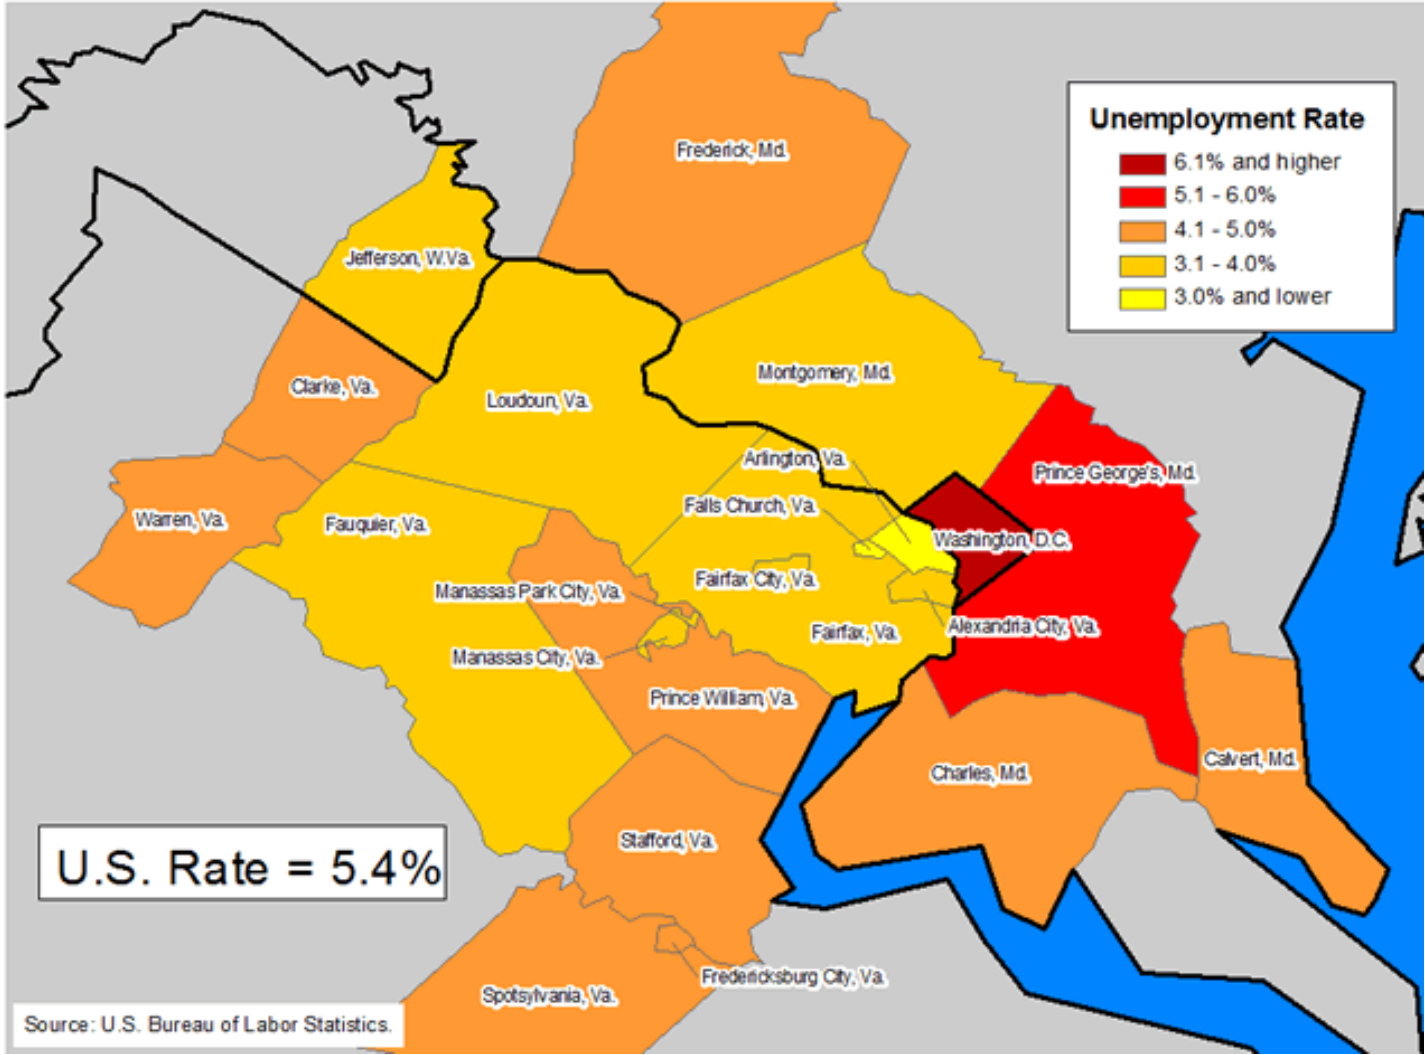 Unemployment Rate
6.1% and higher
5.1 - 6.0%
4.1 - 5.0%
3.1 - 4.0%
3.0% and lower
Frederick, Md.
Jefferson, W.Va.
Montgomery, Md.
Clarke, Va.
Loudoun, Va.
Arlington, Va.
Prince George's, Md.
Falls Church, Va.
Warren, Va.
Fauquier, Va.
Washington, D.C.
Fairfax City, Va.
Manassas Park City, Va.
Alexandria City, Va.
Fairfax, Va.
Manassas City, Va.
Prince William, Va.
Calvert, Md.
Charles, Md.
Stafford, Va.
U.S. Rate = 5.4%
Fredericksburg City, Va.
Spotsylvania, Va.
Source: U.S. Bureau of Labor Statistics.